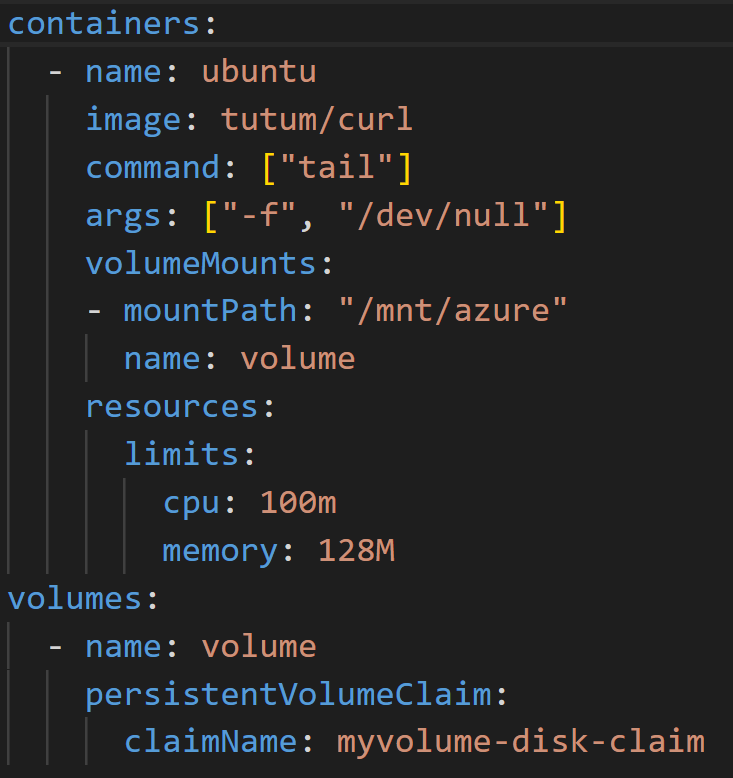 containers:
  - name: ubuntu
    image: tutum/curl
    command: ["tail"]
    args: ["-f", "/dev/null"]
    volumeMounts:
    - mountPath: "/mnt/azure"
      name: volume
    resources:
      limits:
        cpu: 100m
        memory: 128M
volumes:
  - name: volume
    persistentVolumeClaim:
      claimName: myvolume-disk-claim